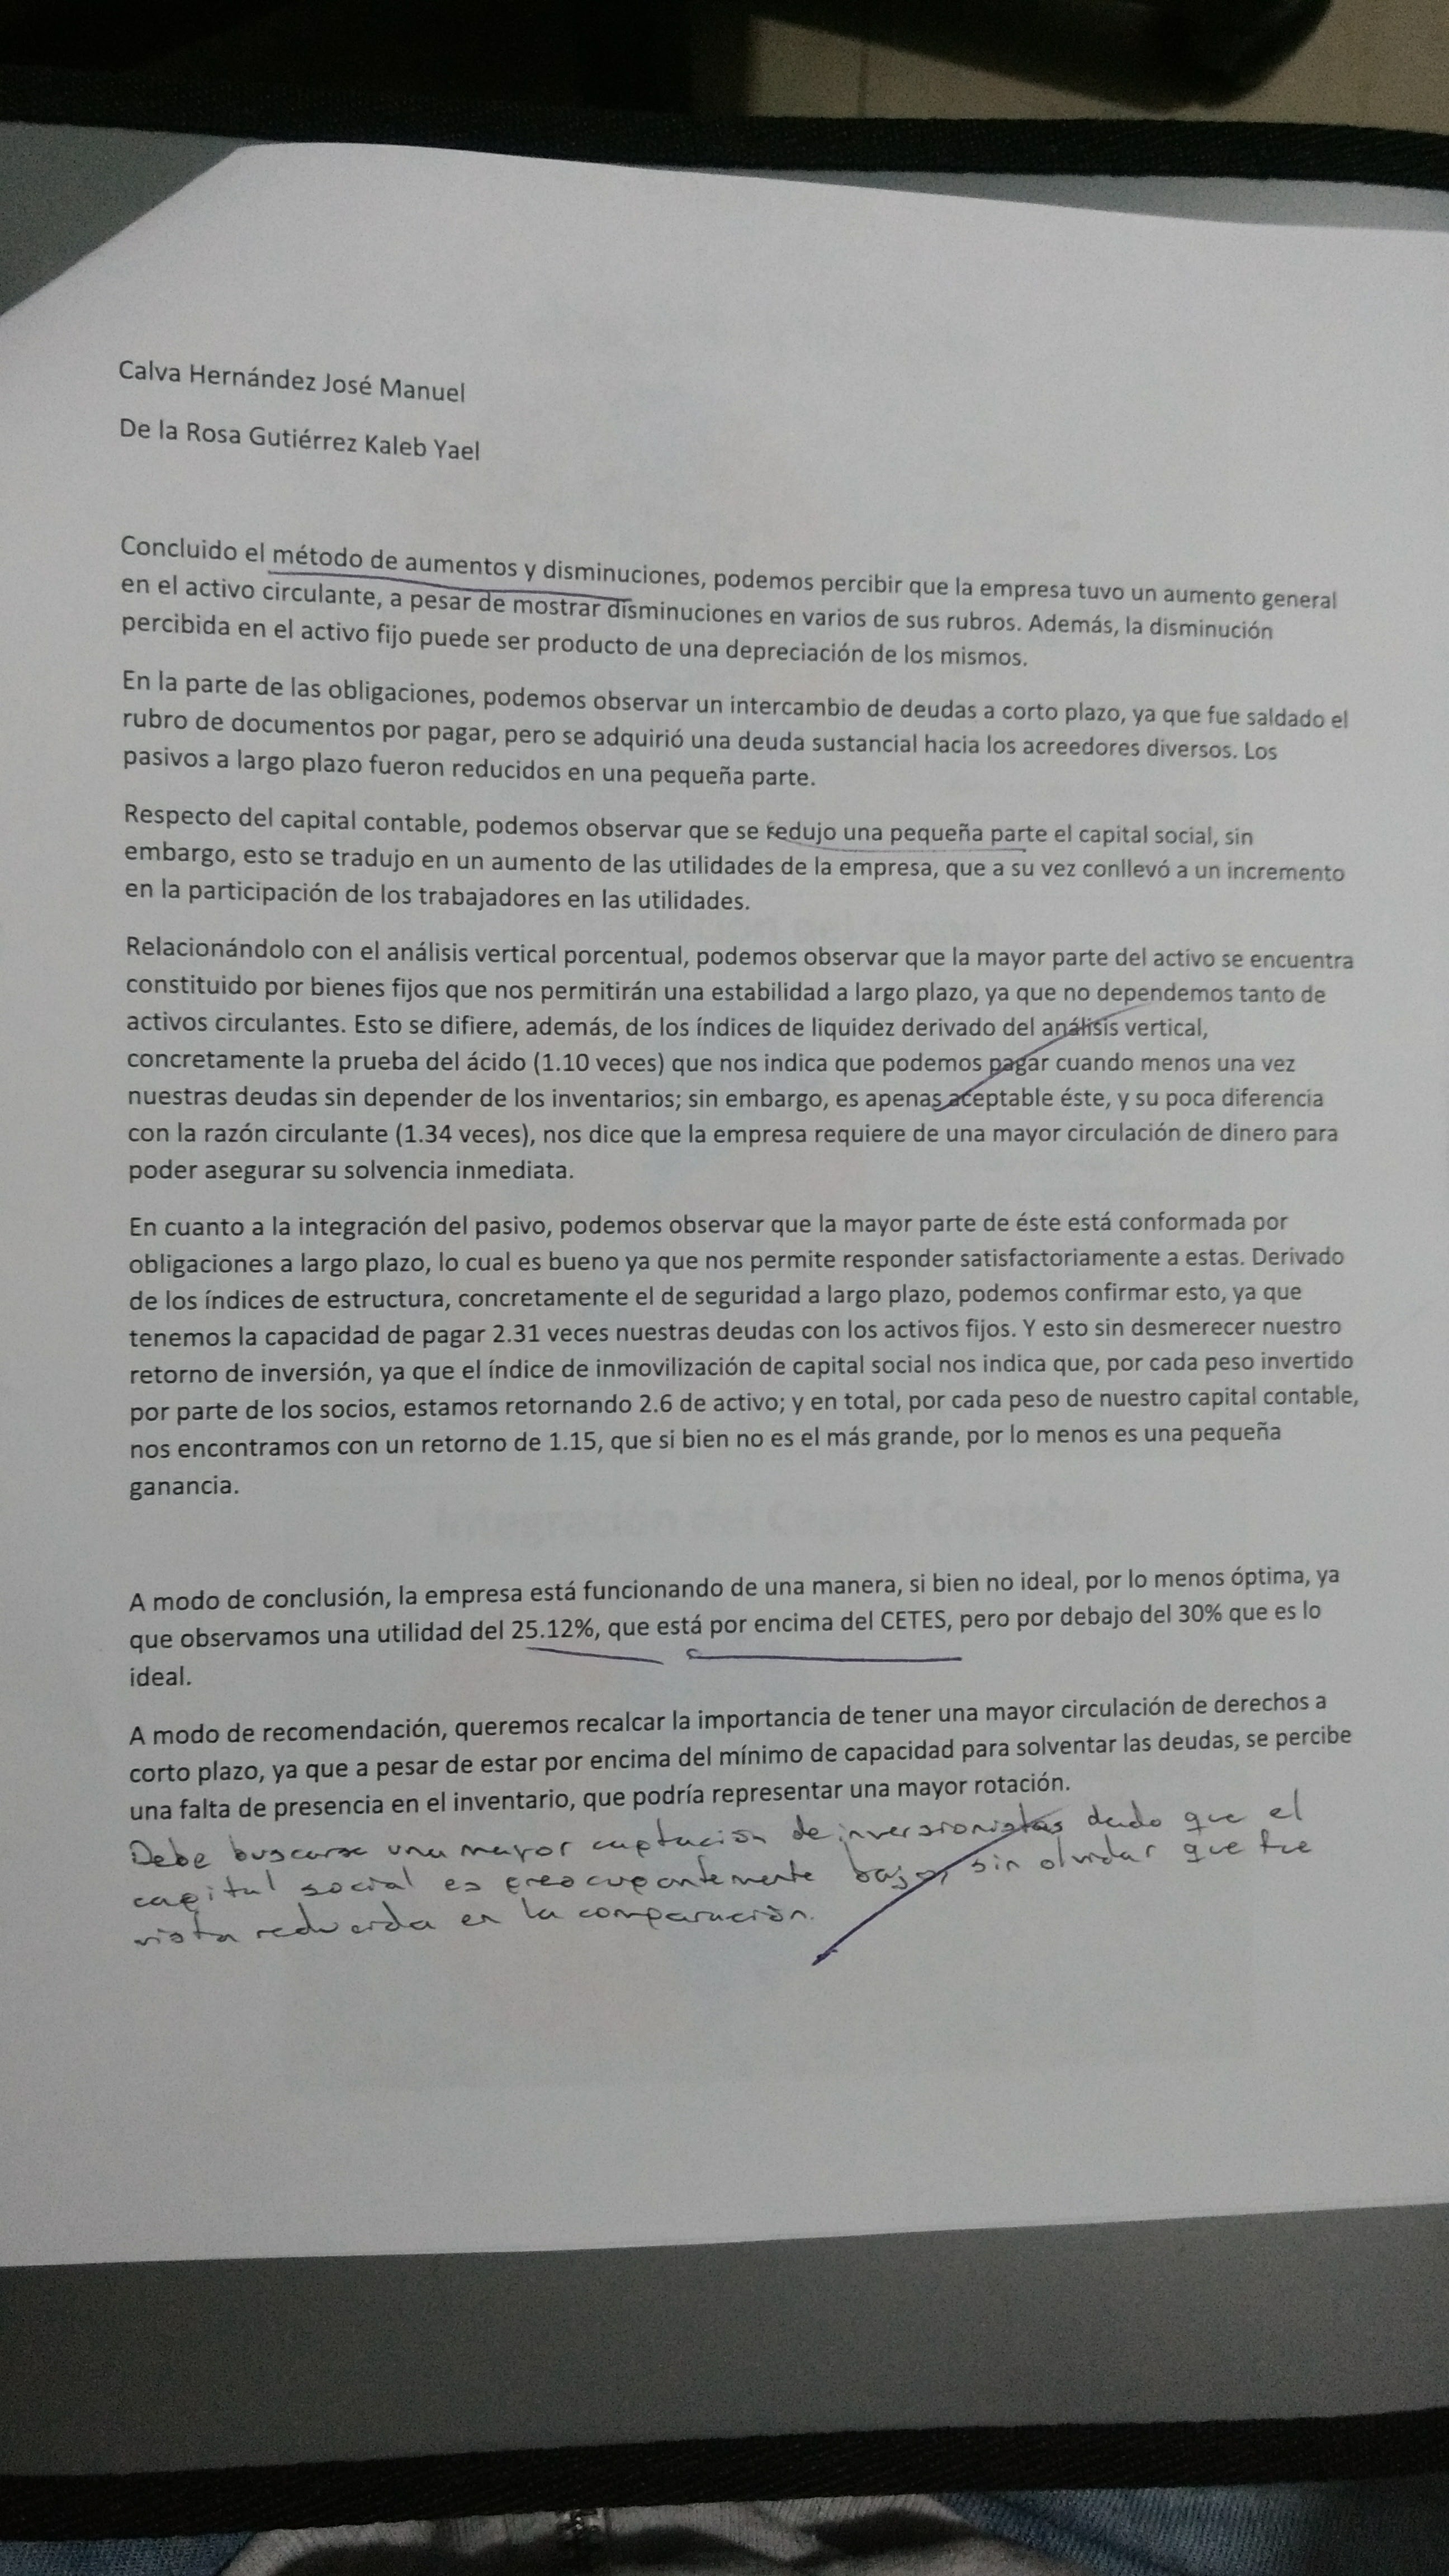 Calva Hernández José Manuel
De la Rosa Gutiérrez Kaleb Yael
Concluido el método de aumentos y disminuciones, podemos percibir que la empresa tuvo un aumento general
en el activo circulante, a pesar de mostrar disminuciones en varios de sus rubros. Además, la disminución
percibida en el activo fijo puede ser producto de una depreciación de los mismos.
En la parte de las obligaciones, podemos observar un intercambio de deudas a corto plazo, ya que fue saldado el
rubro de documentos por pagar, pero se adquirió una deuda sustancial hacia los acreedores diversos. Los
pasivos a largo plazo fueron reducidos en una pequeña parte.
Respecto del capital contable, podemos observar que se redujo una pequeña parte el capital social, sin
embargo, esto se tradujo en un aumento de las utilidades de la empresa, que a su vez conllevó a un incremento
en la participación de los trabajadores en las utilidades.
Relacionándolo con el análisis vertical porcentual, podemos observar que la mayor parte del activo se encuentra
constituido por bienes fijos que nos permitirán una estabilidad a largo plazo, ya que no dependemos tanto de
activos circulantes. Esto se difiere, además, de los índices de liquidez derivado del análisis vertical,
concretamente la prueba del ácido (1.10 veces) que nos indica que podemos pagar cuando menos una vez
nuestras deudas sin depender de los inventarios; sin embargo, es apenas aceptable éste, y su poca diferencia
con la razón circulante (1.34 veces), nos dice que la empresa requiere de una mayor circulación de dinero para
poder asegurar su solvencia inmediata.
En cuanto a la integración del pasivo, podemos observar que la mayor parte de éste está conformada por
obligaciones a largo plazo, lo cual es bueno ya que nos permite responder satisfactoriamente a estas. Derivado
de los índices de estructura, concretamente el de seguridad a largo plazo, podemos confirmar esto, ya que
tenemos la capacidad de pagar 2.31 veces nuestras deudas con los activos fijos. Y esto sin desmerecer nuestro
retorno de inversión, ya que el índice de inmovilización de capital social nos indica que, por cada peso invertido
por parte de los socios, estamos retornando 2.6 de activo; y en total, por cada peso de nuestro capital contable,
nos encontramos con un retorno de 1.15, que si bien no es el más grande, por lo menos es una pequeña
ganancia.
Integración del Capital Contable
A modo de conclusión, la empresa está funcionando de una manera, si bien no ideal, por lo menos óptima, ya
que observamos una utilidad del 25.12%, que está por encima del CETES, pero por debajo del 30% que es lo
ideal.
A modo de recomendación, queremos recalcar la importancia de tener una mayor circulación de derechos a
corto plazo, ya que a pesar de estar por encima del mínimo de capacidad para solventar las deudas, se percibe
una falta de presencia en el inventario, que podría representar una mayor rotación.
Debe buscarse una mayor captación de inversionistas dado que el
capital social es preocupantemente bajo, sin olvidar que fue
vista reducida en la comparación.